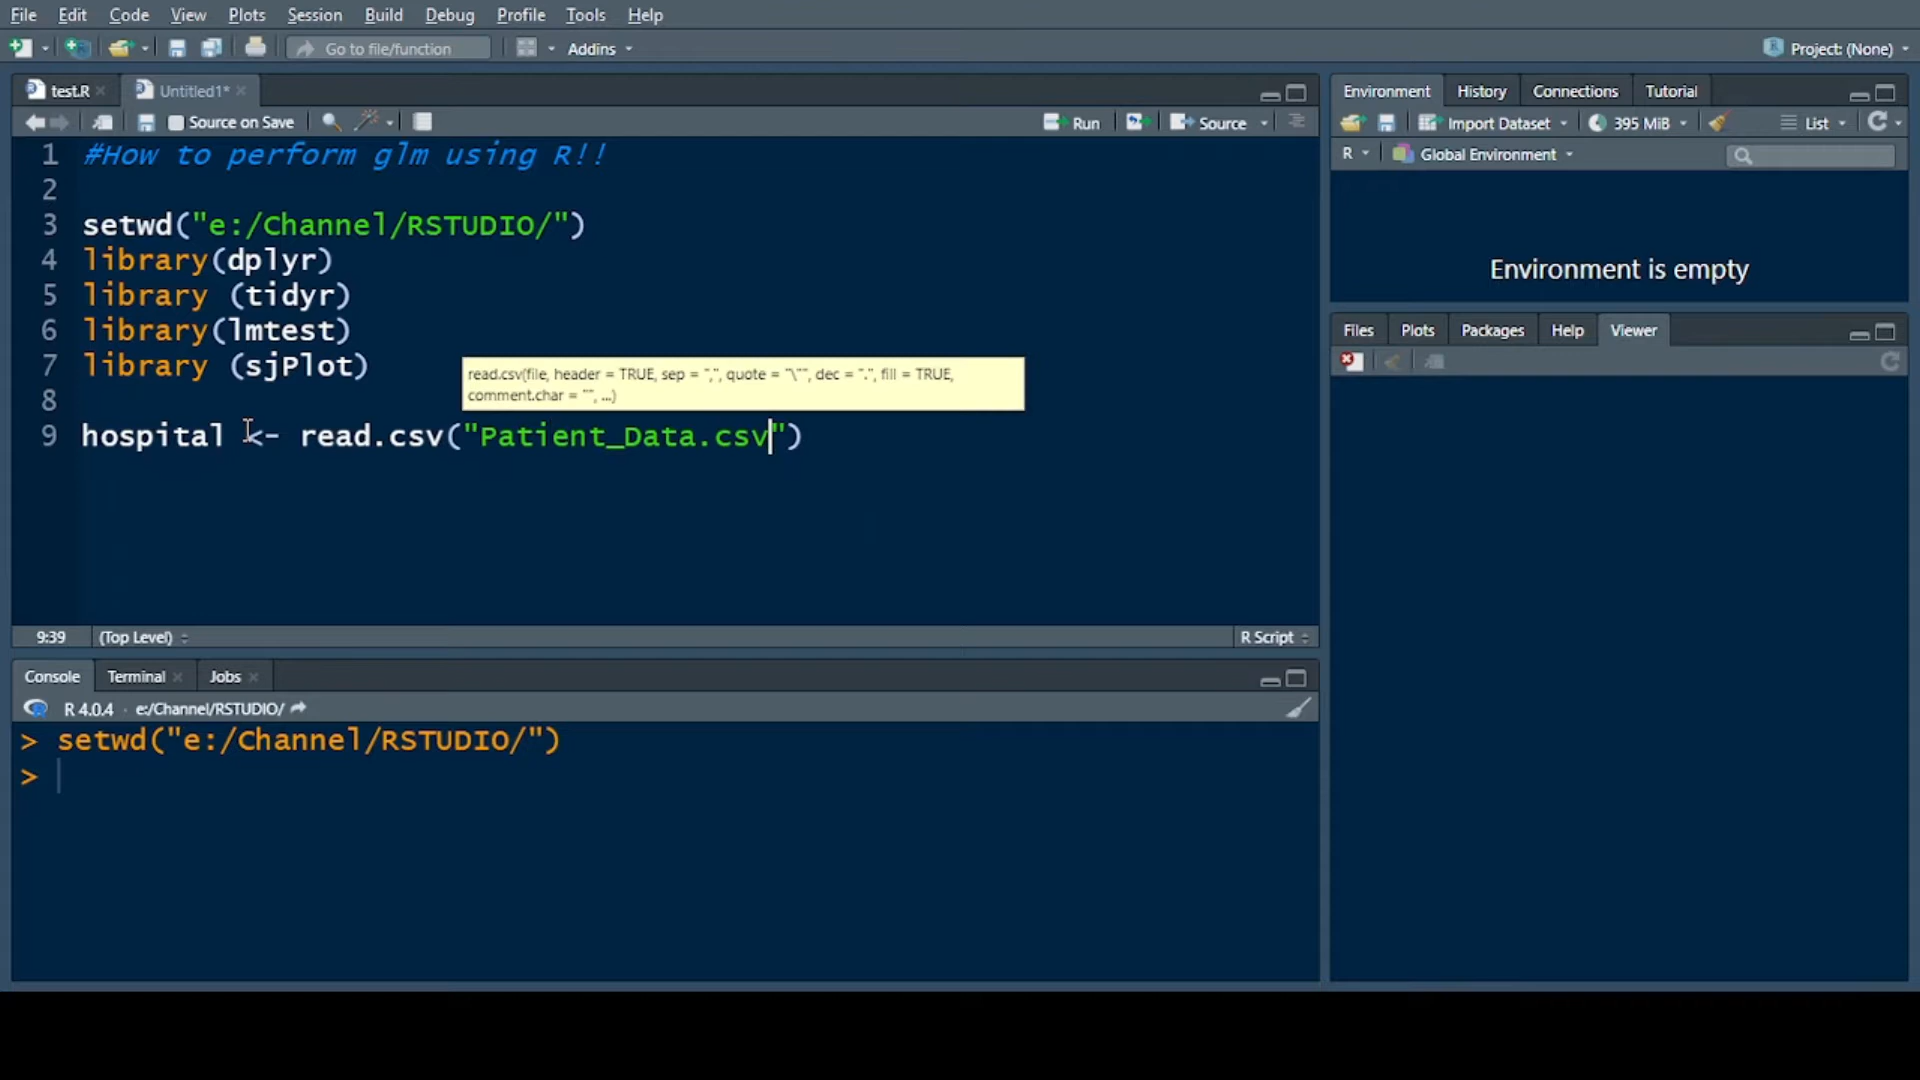 File Edit Code View Plots Session Build Debug Profile Tools Help
Go to file/function Addins Project: (None)
test.R Untitled1*
Source on Save Run Source
1 #How to perform glm using R!!
2
3 setwd("e:/Channel/RSTUDIO/")
4 library(dplyr)
5 library (tidyr)
6 library(lmtest)
7 library (sjPlot)
read.csv(file, header = TRUE, sep = ",", quote = "\"", dec = ".", fill = TRUE,
comment.char = "", ...)
8
9 hospital <- read.csv("Patient_Data.csv")
9:39 (Top Level) R Script
Console Terminal Jobs
R 4.0.4 · e:/Channel/RSTUDIO/
> setwd("e:/Channel/RSTUDIO/")
>
Environment History Connections Tutorial
Import Dataset 395 MiB List
R Global Environment
Environment is empty
Files Plots Packages Help Viewer